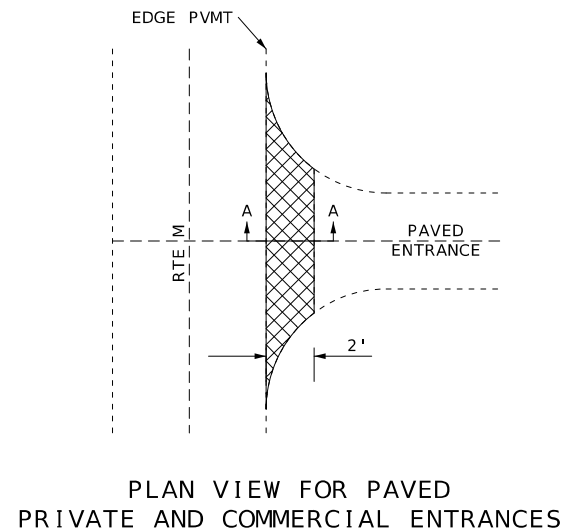 EDGE PVMT
A
A
RTE M
PAVED
ENTRANCE
2'
PLAN VIEW FOR PAVED
PRIVATE AND COMMERCIAL ENTRANCES